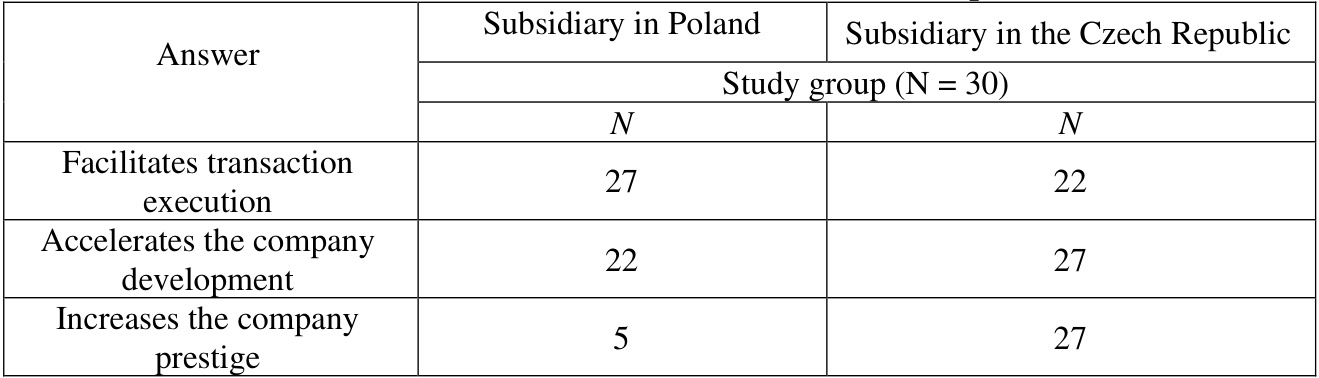 Answer
Subsidiary in Poland
Subsidiary in the Czech Republic
Study group (N = 30)
N
N
Facilitates transaction
execution
27
22
Accelerates the company
development
22
27
Increases the company
prestige
5
27